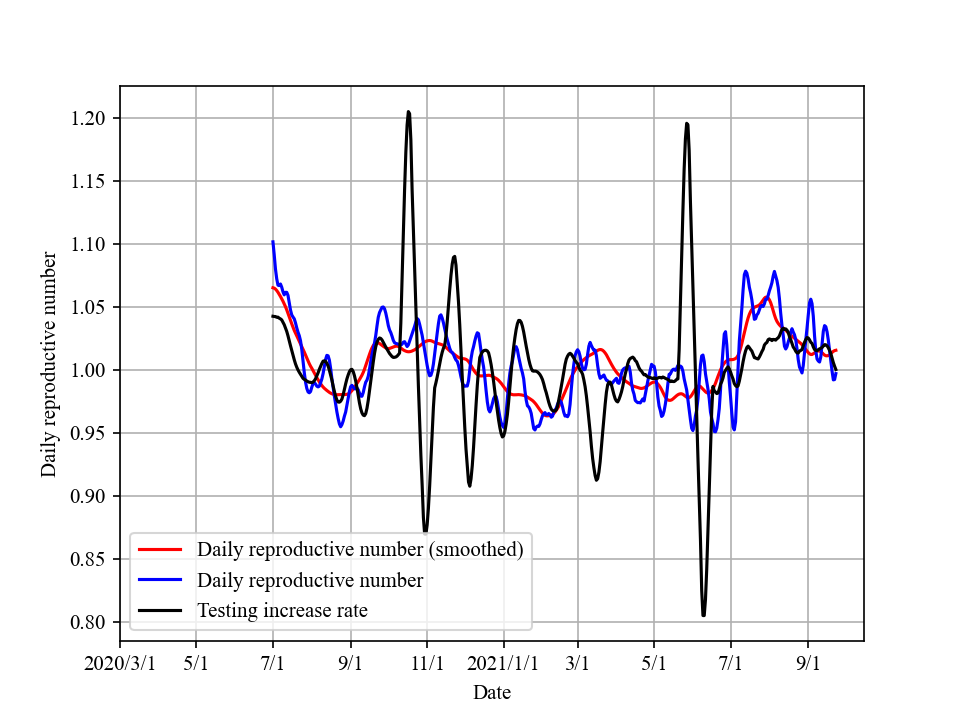 1.20
1.15
1.10
1.05
1.00
0.95
0.90
0.85
0.80
Daily reproductive number
Daily reproductive number (smoothed)
Daily reproductive number
Testing increase rate
2020/3/1 5/1 7/1 9/1 11/1 2021/1/1 3/1 5/1 7/1 9/1
Date